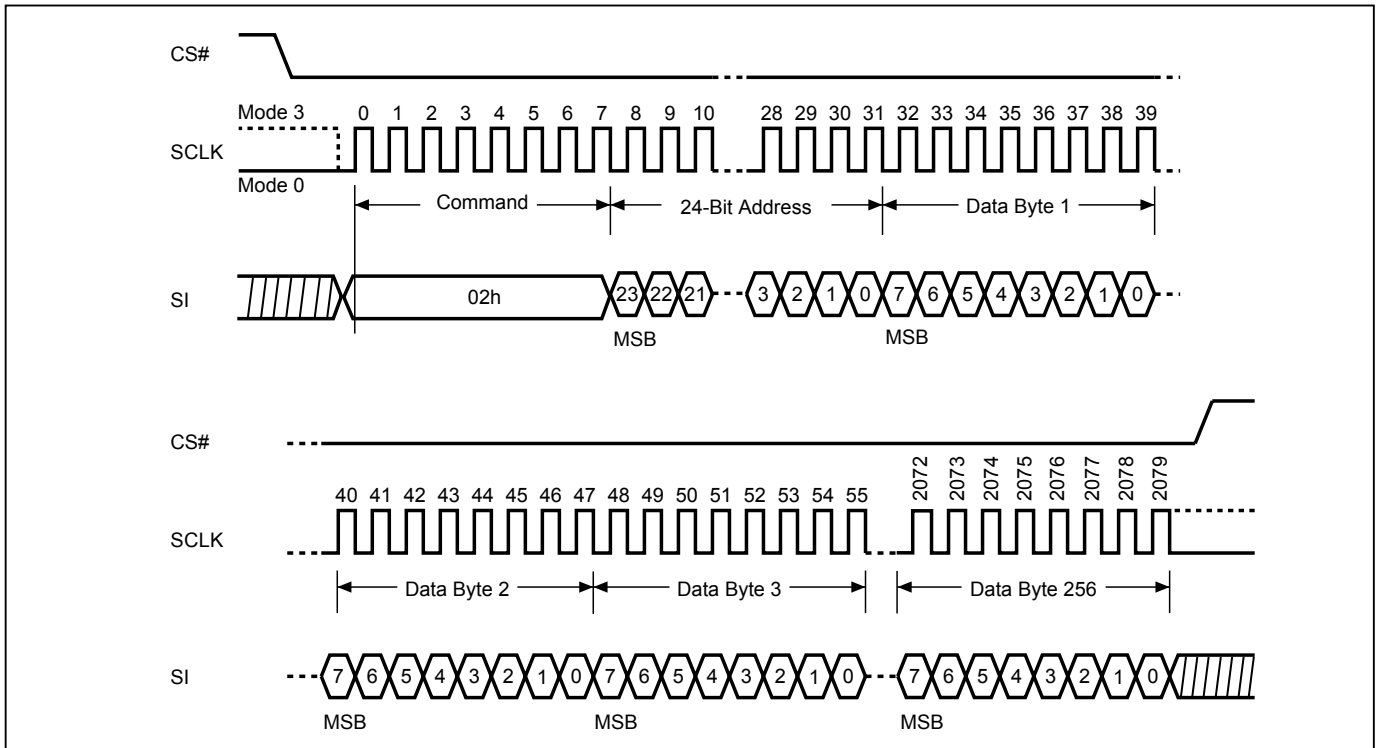 CS#
Mode 3
0 1 2 3 4 5 6 7 8 9 10 28 29 30 31 32 33 34 35 36 37 38 39
SCLK
Mode 0
Command 24-Bit Address Data Byte 1
SI 02h 23 22 21 3 2 1 0 7 6 5 4 3 2 1 0
MSB MSB
CS#
40 41 42 43 44 45 46 47 48 49 50 51 52 53 54 55 2072 2073 2074 2075 2076 2077 2078 2079
SCLK
Data Byte 2 Data Byte 3 Data Byte 256
SI 7 6 5 4 3 2 1 0 7 6 5 4 3 2 1 0 7 6 5 4 3 2 1 0
MSB MSB MSB